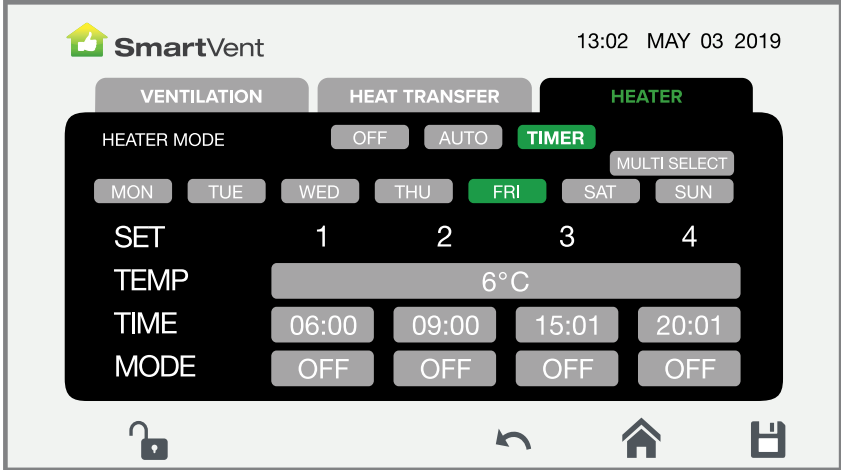 SmartVent 13:02 MAY 03 2019
VENTILATION HEAT TRANSFER HEATER
HEATER MODE OFF AUTO TIMER
MULTI SELECT
MON TUE WED THU FRI SAT SUN
SET 1 2 3 4
TEMP 6°C
TIME 06:00 09:00 15:01 20:01
MODE OFF OFF OFF OFF